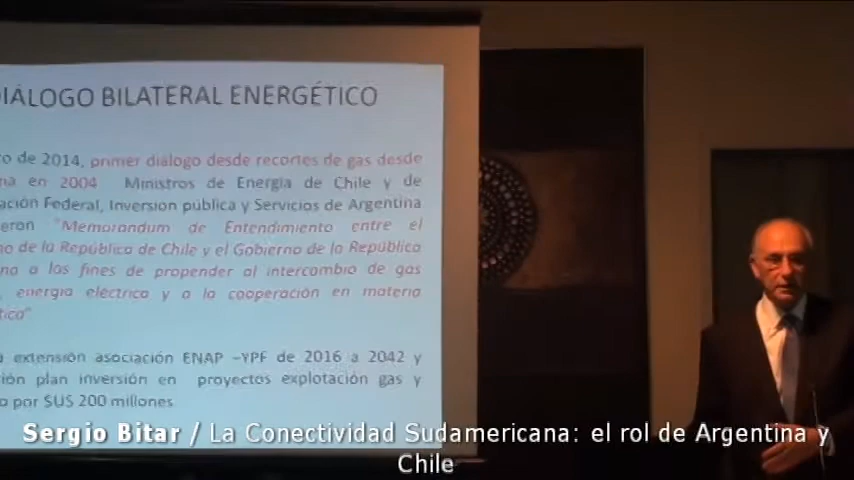 DIÁLOGO BILATERAL ENERGÉTICO
ro de 2014, primer diálogo desde recortes de gas desde
na en 2004 Ministros de Energía de Chile y de
ación Federal, Inversión pública y Servicios de Argentina
eron "Memorandum de Entendimiento entre el
no de la República de Chile y el Gobierno de la República
na a los fines de propender al intercambio de gas
, energía eléctrica y a la cooperación en materia
tica"
a extensión asociación ENAP –YPF de 2016 a 2042 y
ión plan inversión en proyectos explotación gas y
o por $US 200 millones
Sergio Bitar / La Conectividad Sudamericana: el rol de Argentina y
Chile